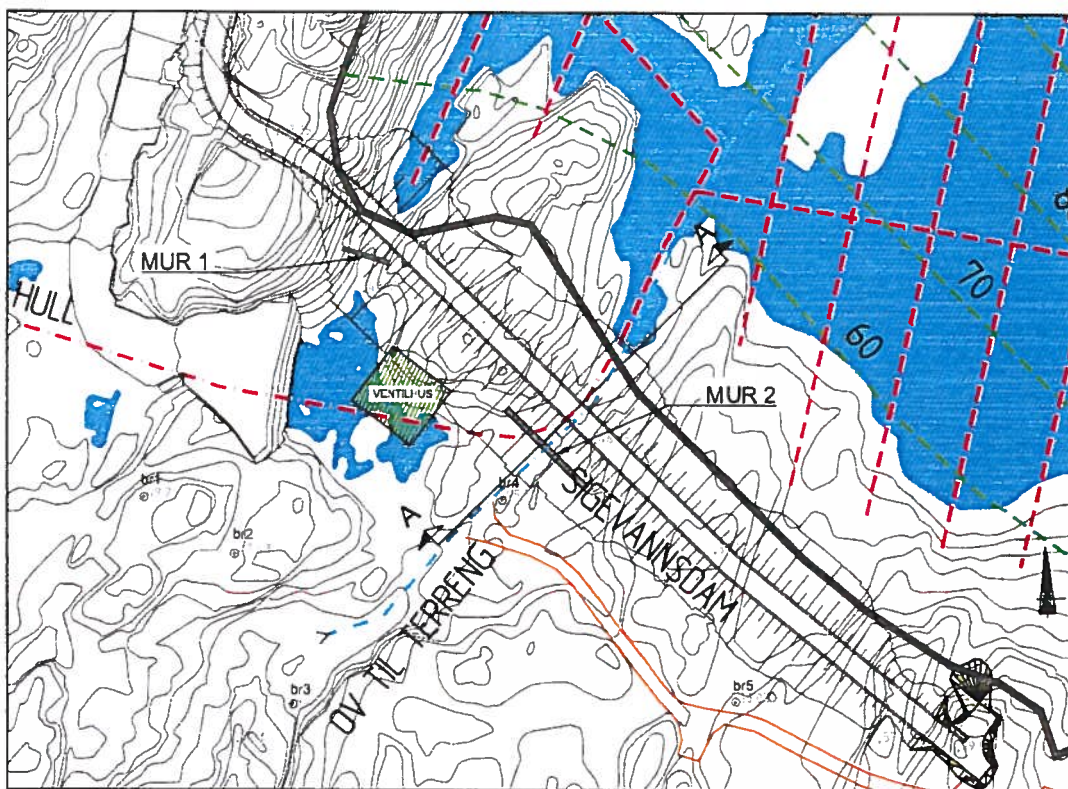 MUR 1
HULL
70
60
VENTILHUS
MUR 2
br1
br4
SIGEVANNSDAM
A
br2
OV TIL TERRENG
br3
br5